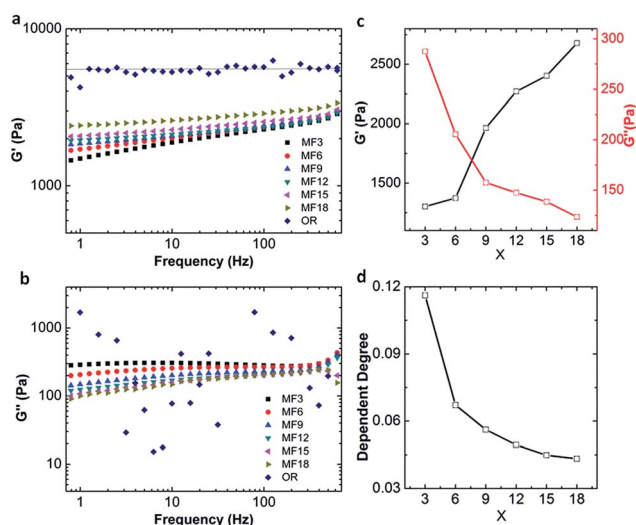 a
10000
1000
G' (Pa)
1
10
100
Frequency (Hz)
MF3
MF6
MF9
MF12
MF15
MF18
OR
b
1000
100
10
G'' (Pa)
1
10
100
Frequency (Hz)
MF3
MF6
MF9
MF12
MF15
MF18
OR
c
2500
2000
1500
G' (Pa)
300
250
200
150
G''(Pa)
3 6 9 12 15 18
X
d
0.12
0.09
0.06
0.03
Dependent Degree
3 6 9 12 15 18
X